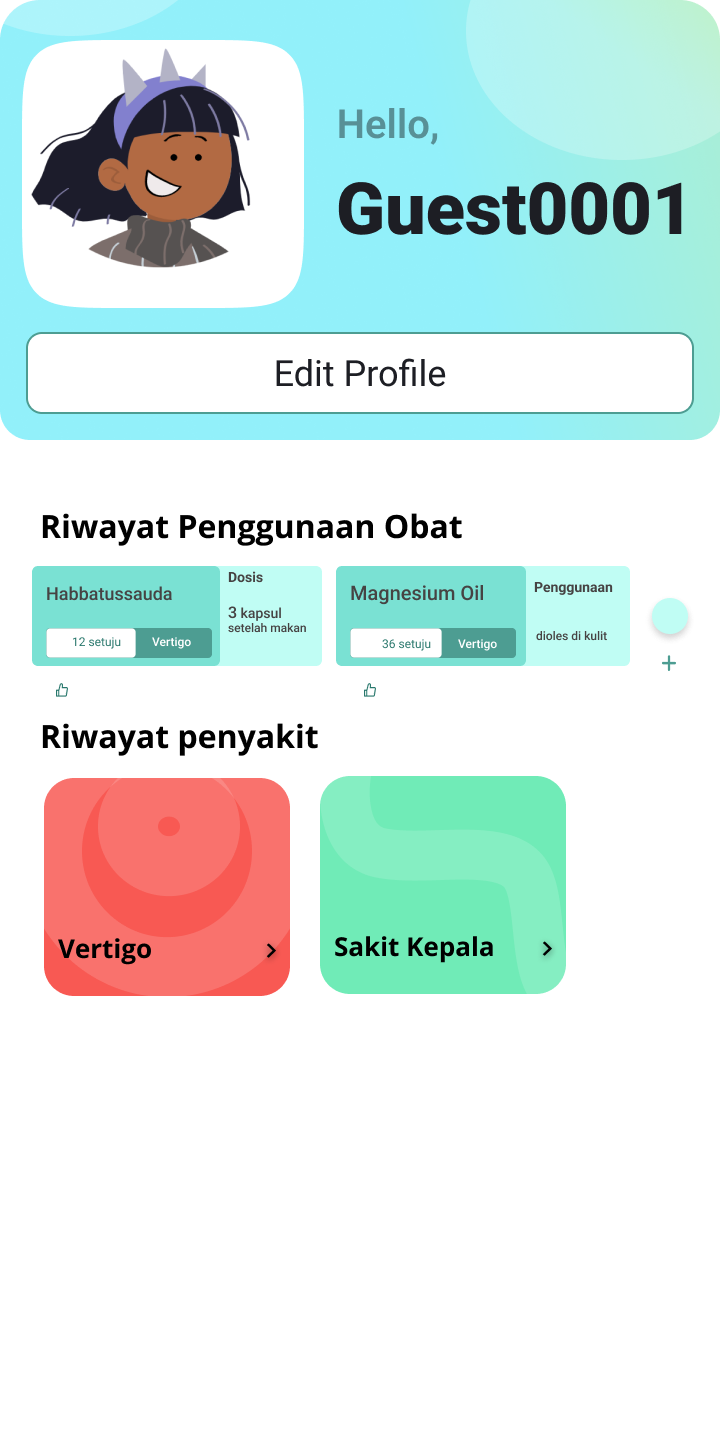 Hello,
Guest0001
Edit Profile
Riwayat Penggunaan Obat
Habbatussauda
12 setuju
Vertigo
Dosis
3 kapsul
setelah makan
Magnesium Oil
36 setuju
Vertigo
Penggunaan
dioles di kulit
+
Riwayat penyakit
Vertigo
Sakit Kepala